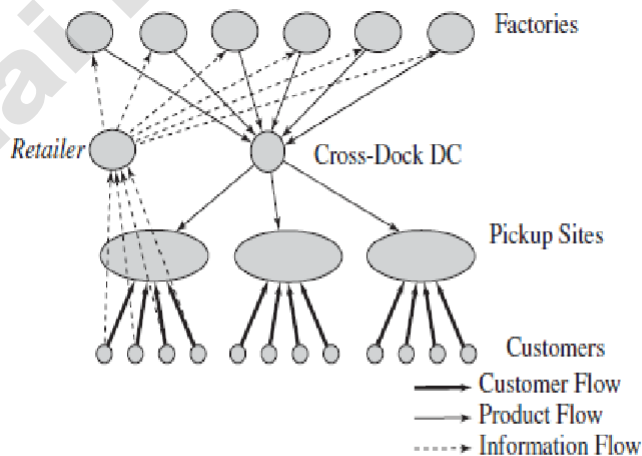 Factories
Retailer
Cross-Dock DC
Pickup Sites
Customers
Customer Flow
Product Flow
Information Flow